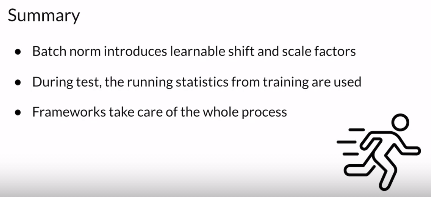 Summary
• Batch norm introduces learnable shift and scale factors
• During test, the running statistics from training are used
• Frameworks take care of the whole process